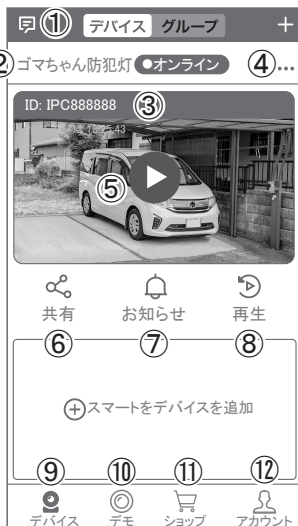 ① デバイス グループ +
② ゴマちゃん防犯灯 ●オンライン ④ …
ID: IPC888888 ③
⑤
共有 お知らせ 再生
⑥ ⑦ ⑧
⊕スマートをデバイスを追加
⑨ ⑩ ⑪ ⑫
デバイス デモ ショップ アカウント